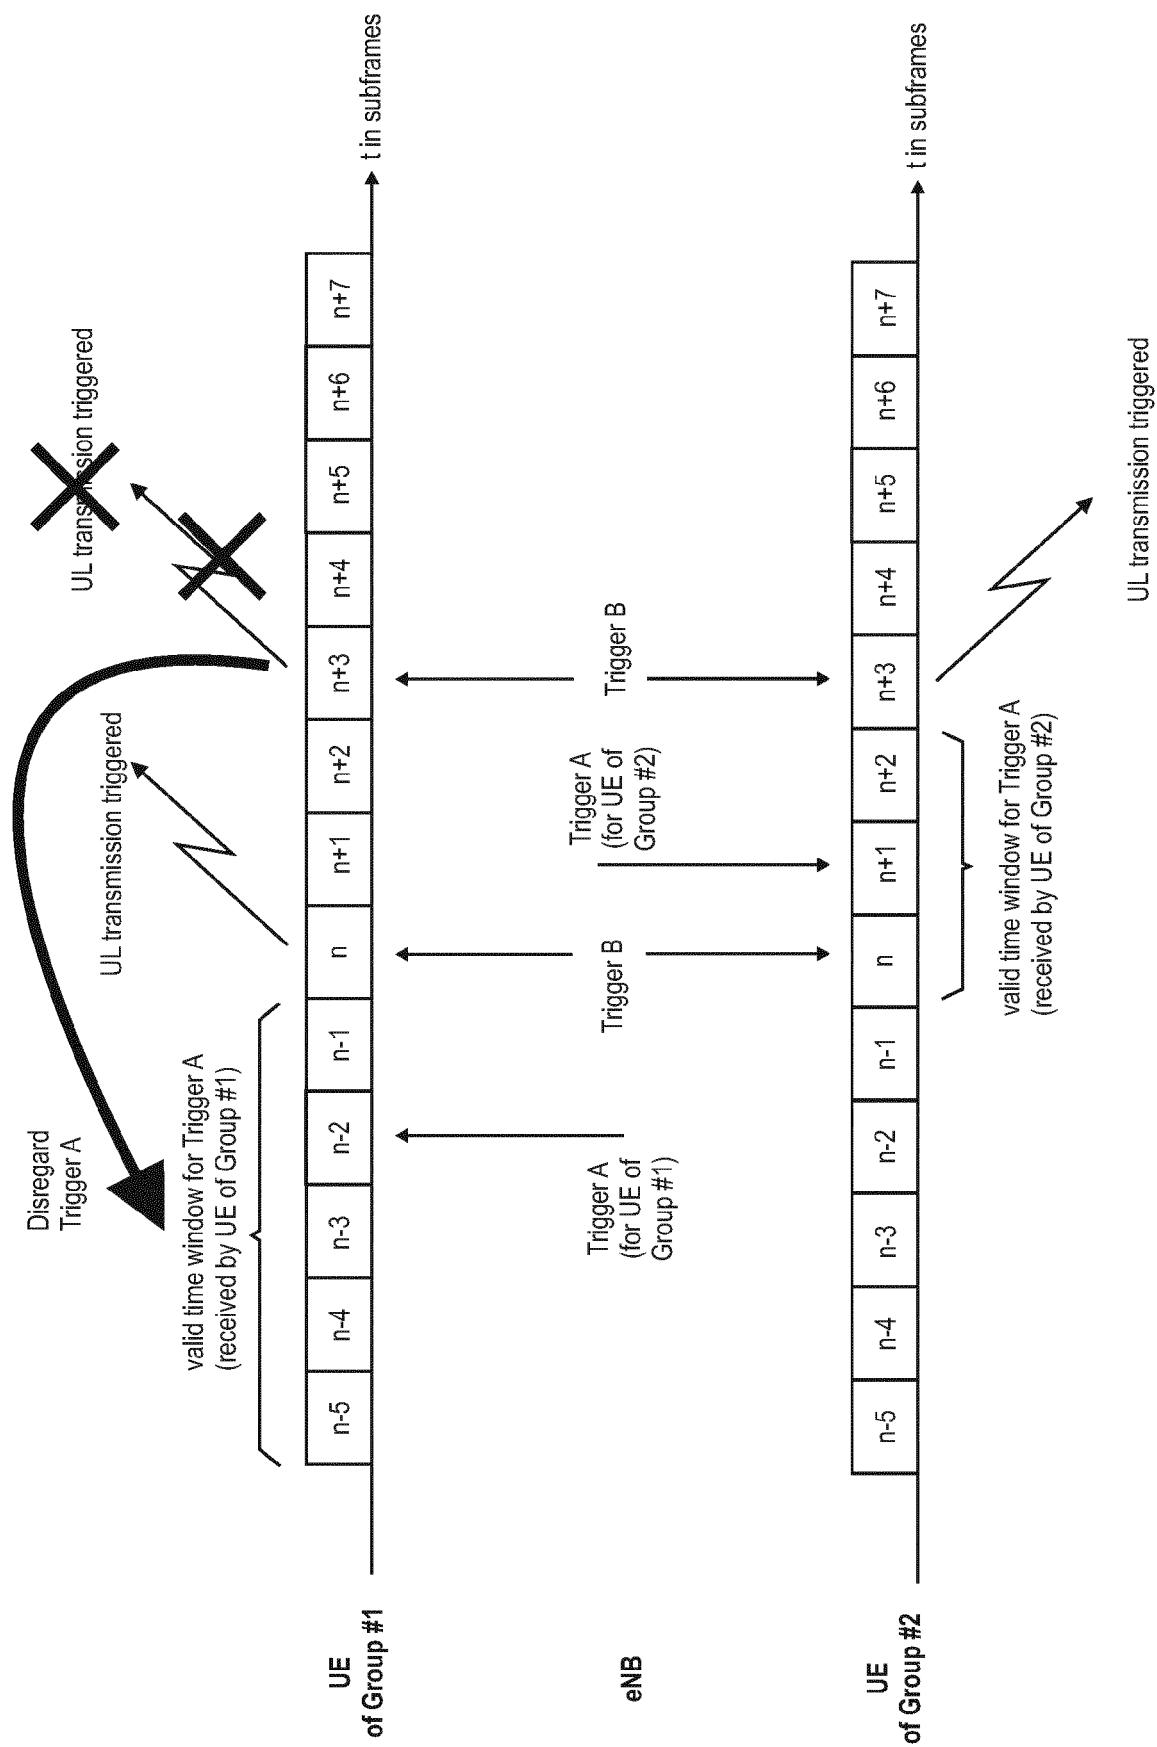 Disregard
Trigger A
valid time window for Trigger A
(received by UE of Group #1)
UL transmission triggered
UL transmission triggered
UE
of Group #1
n-5
n-4
n-3
n-2
n-1
n
n+1
n+2
n+3
n+4
n+5
n+6
n+7
t in subframes
eNB
Trigger A
(for UE of
Group #1)
Trigger B
Trigger A
(for UE of
Group #2)
Trigger B
UE
of Group #2
n-5
n-4
n-3
n-2
n-1
n
n+1
n+2
n+3
n+4
n+5
n+6
n+7
t in subframes
valid time window for Trigger A
(received by UE of Group #2)
UL transmission triggered